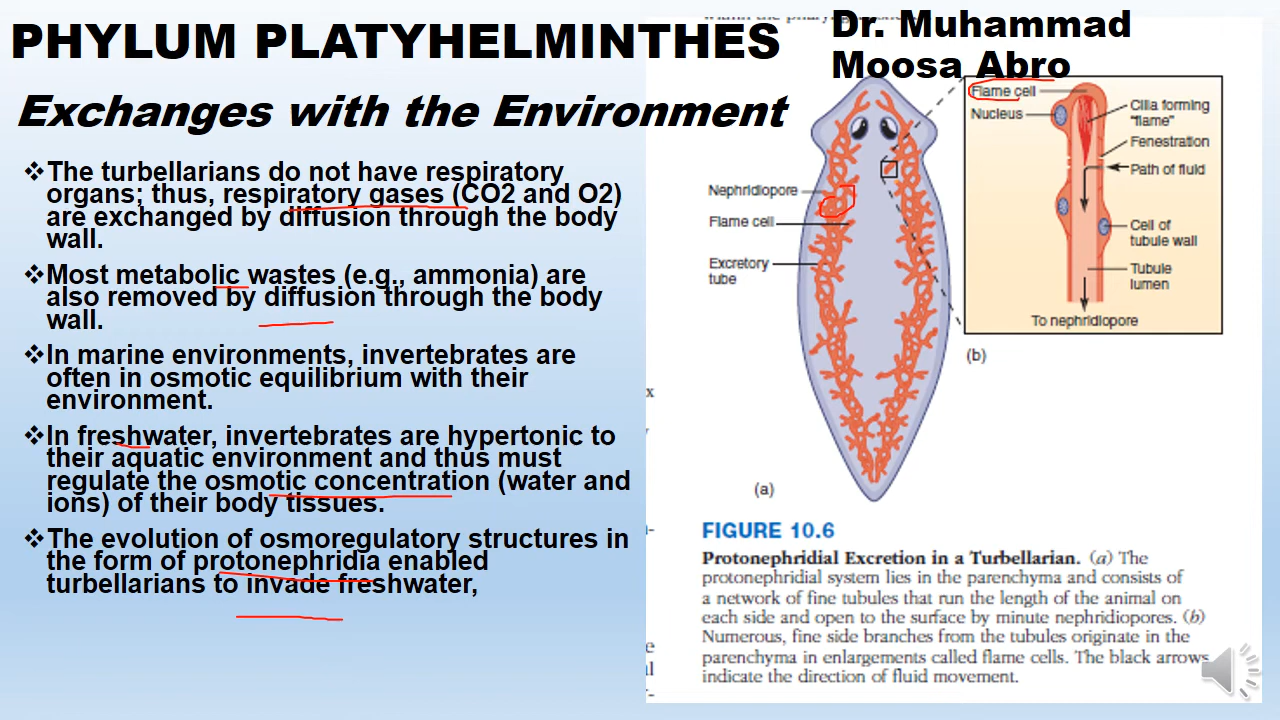 PHYLUM PLATYHELMINTHES
Dr. Muhammad
Moosa Abro
Exchanges with the Environment
❖The turbellarians do not have respiratory
organs; thus, respiratory gases (CO2 and O2)
are exchanged by diffusion through the body
wall.
❖Most metabolic wastes (e.g., ammonia) are
also removed by diffusion through the body
wall.
❖In marine environments, invertebrates are
often in osmotic equilibrium with their
environment.
❖In freshwater, invertebrates are hypertonic to
their aquatic environment and thus must
regulate the osmotic concentration (water and
ions) of their body tissues.
❖The evolution of osmoregulatory structures in
the form of protonephridia enabled
turbellarians to invade freshwater,
Nephridiopore
Flame cell
Excretory
tube
(a)
Flame cell
Nucleus
Cilia forming
"flame"
Fenestration
Path of fluid
Cell of
tubule wall
Tubule
lumen
To nephridiopore
(b)
FIGURE 10.6
Protonephridial Excretion in a Turbellarian. (a) The
protonephridial system lies in the parenchyma and consists of
a network of fine tubules that run the length of the animal on
each side and open to the surface by minute nephridiopores. (b)
Numerous, fine side branches from the tubules originate in the
parenchyma in enlargements called flame cells. The black arrows
indicate the direction of fluid movement.